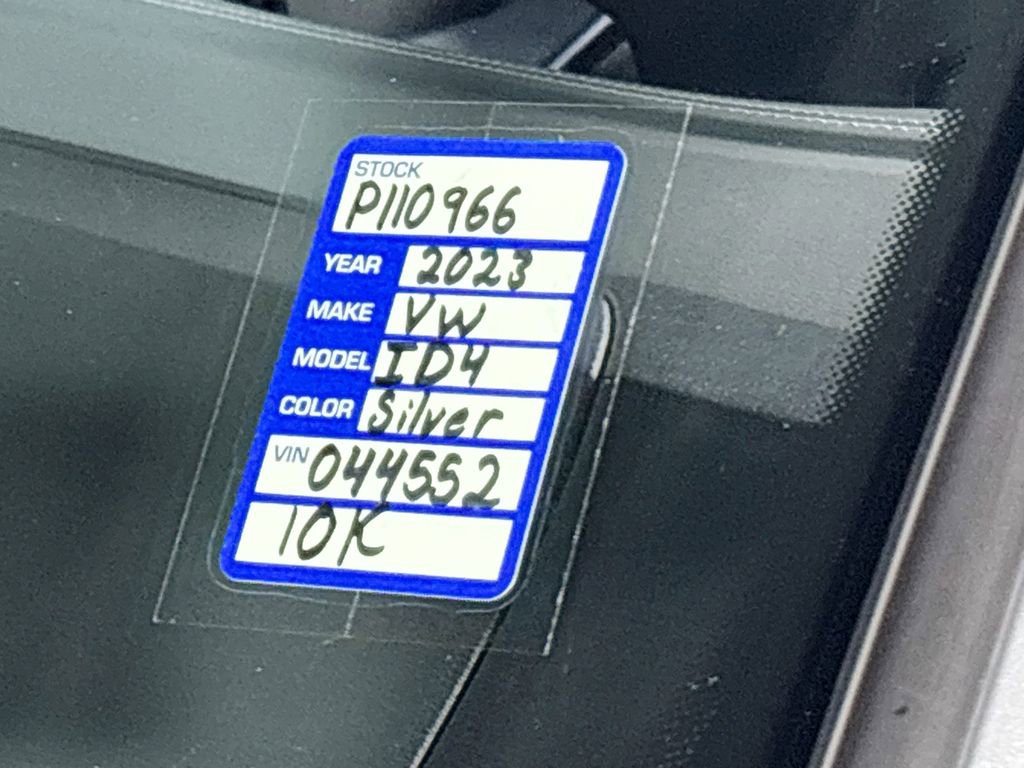 STOCK
P110966
YEAR 2023
MAKE VW
MODEL ID4
COLOR Silver
VIN 044552
10K